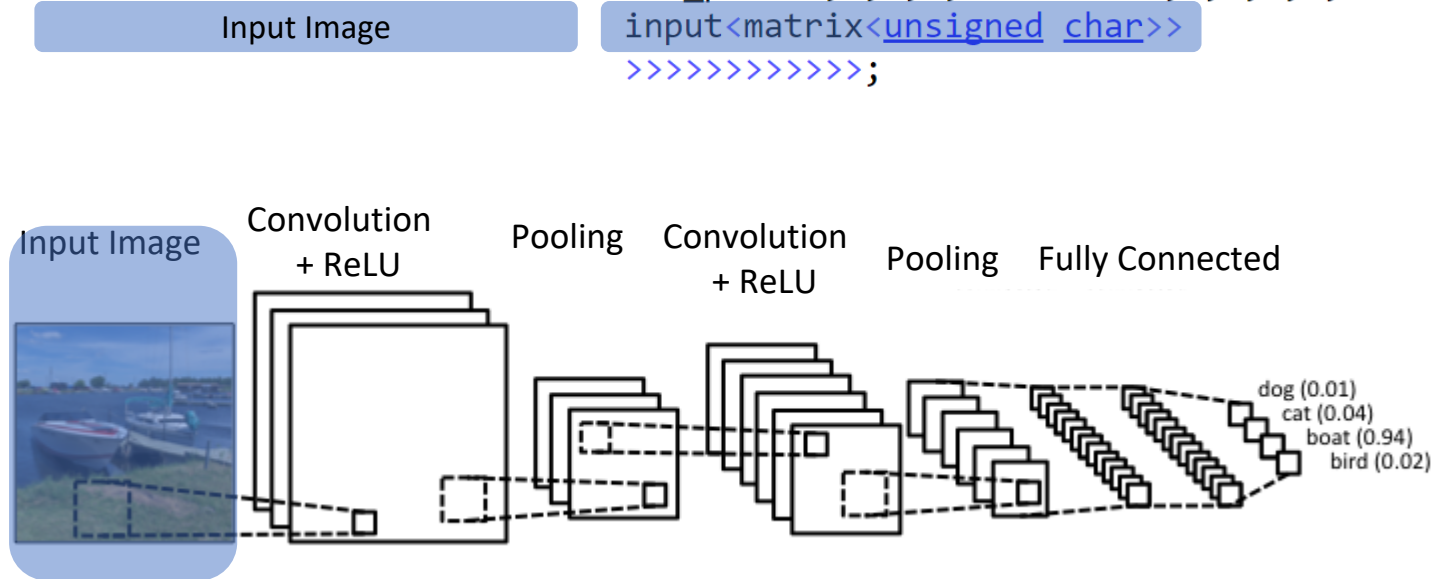 Input Image
input<matrix<unsigned char>>
>>>>>>>>>>>>;
Input Image
Convolution
+ ReLU
Pooling
Convolution
+ ReLU
Pooling
Fully Connected
dog (0.01)
cat (0.04)
boat (0.94)
bird (0.02)